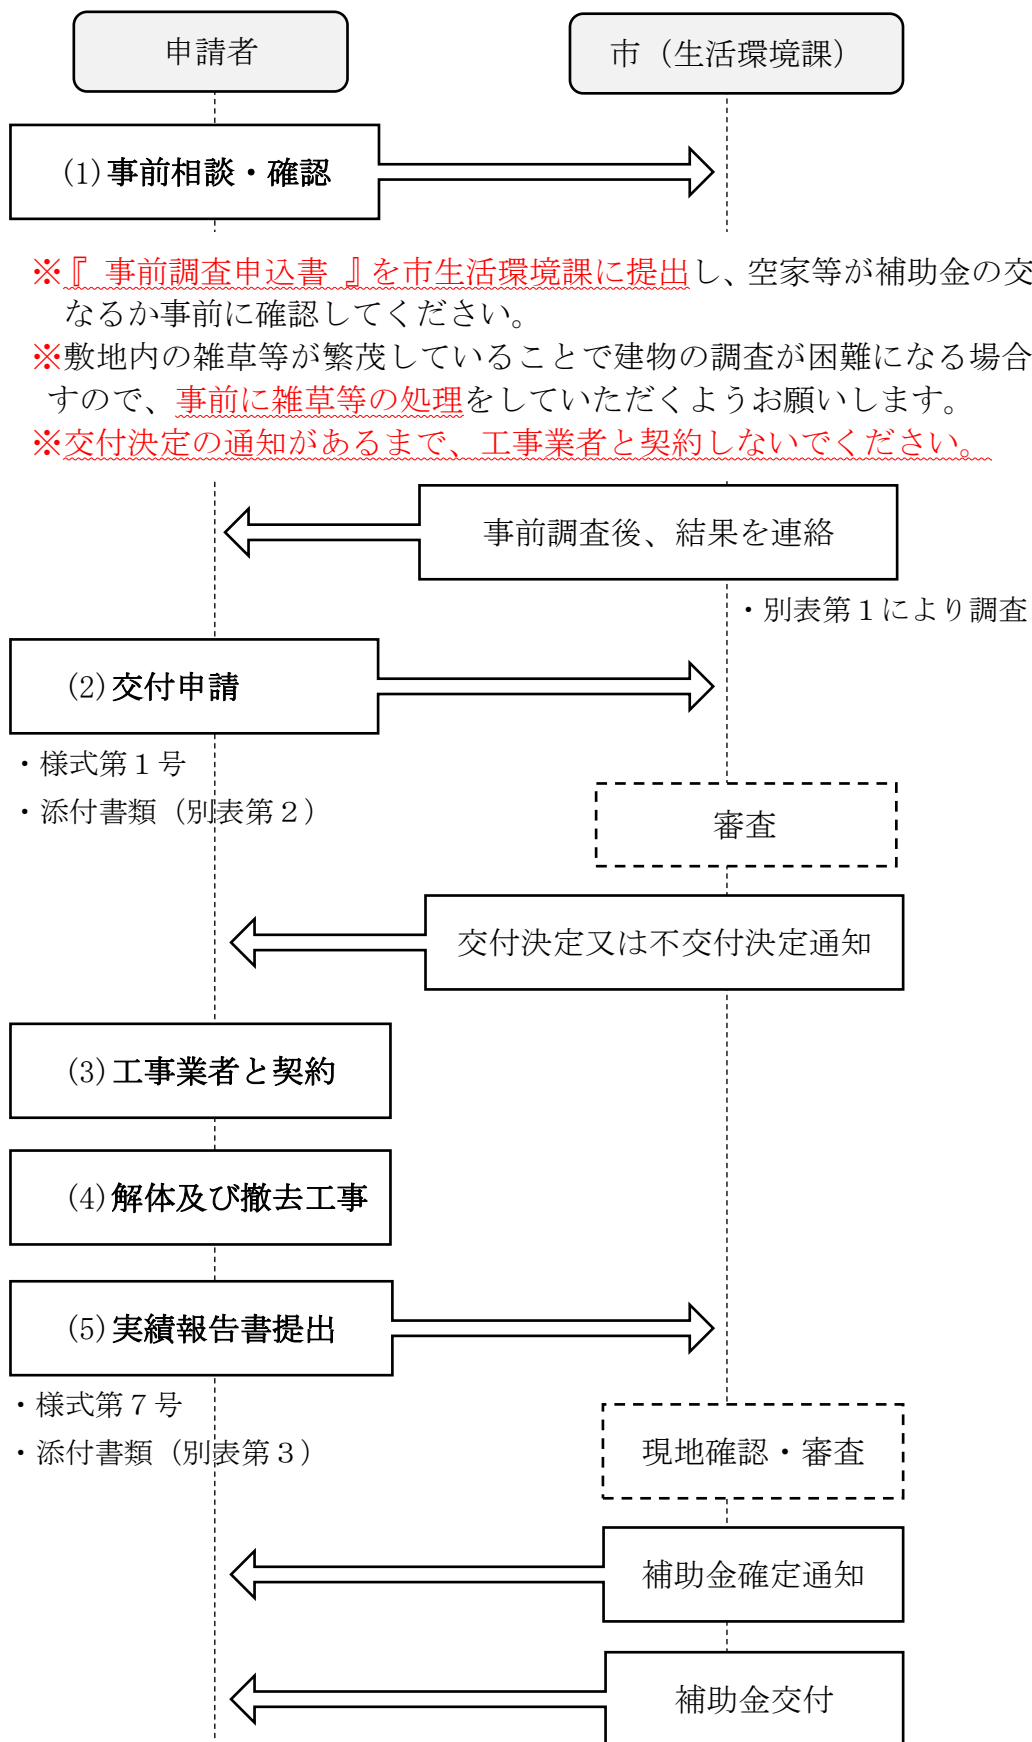 申請者
市（生活環境課）
(1)事前相談・確認
※『 事前調査申込書 』を市生活環境課に提出し、空家等が補助金の交
なるか事前に確認してください。
※敷地内の雑草等が繁茂していることで建物の調査が困難になる場合
すので、事前に雑草等の処理をしていただくようお願いします。
※交付決定の通知があるまで、工事業者と契約しないでください。
事前調査後、結果を連絡
・別表第１により調査
(2)交付申請
・様式第１号
・添付書類（別表第２）
審査
交付決定又は不交付決定通知
(3)工事業者と契約
(4)解体及び撤去工事
(5)実績報告書提出
・様式第７号
・添付書類（別表第３）
現地確認・審査
補助金確定通知
補助金交付